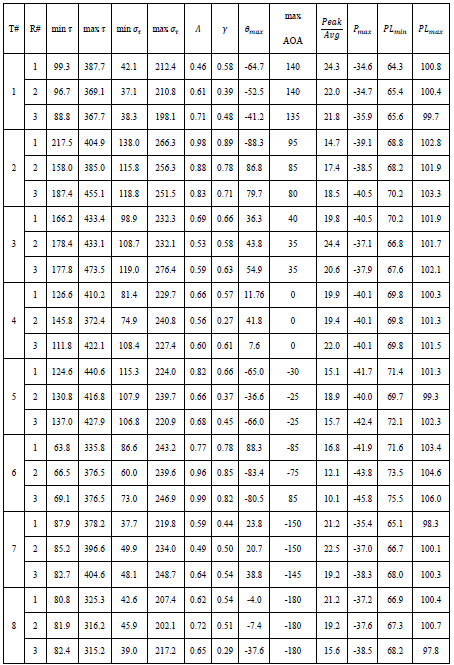 T# R# min τ max τ min στ max στ Λ γ θmax max AOA Peak/Avg Pmax PLmin PLmax
1 1 99.3 387.7 42.1 212.4 0.46 0.58 -64.7 140 24.3 -34.6 64.3 100.8
2 96.7 369.1 37.1 210.8 0.61 0.39 -52.5 140 22.0 -34.7 65.4 100.4
3 88.8 367.7 38.3 198.1 0.71 0.48 -41.2 135 21.8 -35.9 65.6 99.7
2 1 217.5 404.9 138.0 266.3 0.98 0.89 -88.3 95 14.7 -39.1 68.8 102.8
2 158.0 385.0 115.8 256.3 0.88 0.78 86.8 85 17.4 -38.5 68.2 101.9
3 187.4 455.1 118.8 251.5 0.83 0.71 79.7 80 18.5 -40.5 70.2 103.3
3 1 166.2 433.4 98.9 232.3 0.69 0.66 36.3 40 19.8 -40.5 70.2 101.9
2 178.4 433.1 108.7 232.1 0.53 0.58 43.8 35 24.4 -37.1 66.8 101.7
3 177.8 473.5 119.0 276.4 0.59 0.63 54.9 35 20.6 -37.9 67.6 102.1
4 1 126.6 410.2 81.4 229.7 0.66 0.57 11.76 0 19.9 -40.1 69.8 100.3
2 145.8 372.4 74.9 240.8 0.56 0.27 41.8 0 19.4 -40.1 69.8 101.3
3 111.8 422.1 108.4 227.4 0.60 0.61 7.6 0 22.0 -40.1 69.8 101.5
5 1 124.6 440.6 115.3 224.0 0.82 0.66 -65.0 -30 15.1 -41.7 71.4 101.3
2 130.8 416.8 107.9 239.7 0.66 0.37 -36.6 -25 18.9 -40.0 69.7 99.3
3 137.0 427.9 106.8 220.9 0.68 0.45 -66.0 -25 15.7 -42.4 72.1 102.3
6 1 63.8 335.8 86.6 243.2 0.77 0.78 88.3 -85 16.8 -41.9 71.6 103.4
2 66.5 376.5 60.0 239.6 0.96 0.85 -83.4 -75 12.1 -43.8 73.5 104.6
3 69.1 376.5 73.0 246.9 0.99 0.82 -80.5 85 10.1 -45.8 75.5 106.0
7 1 87.9 378.2 37.7 219.8 0.59 0.44 23.8 -150 21.2 -35.4 65.1 98.3
2 85.2 396.6 49.9 234.0 0.49 0.50 20.7 -150 22.5 -37.0 66.7 100.1
3 82.7 404.6 48.1 248.7 0.64 0.54 38.8 -145 19.2 -38.3 68.0 100.3
8 1 80.8 325.3 42.6 207.4 0.62 0.54 -4.0 -180 21.2 -37.2 66.9 100.4
2 81.9 316.2 45.9 202.1 0.72 0.51 -7.4 -180 19.2 -37.6 67.3 100.7
3 82.4 315.2 39.0 217.2 0.65 0.29 -37.6 -180 15.6 -38.5 68.2 97.8